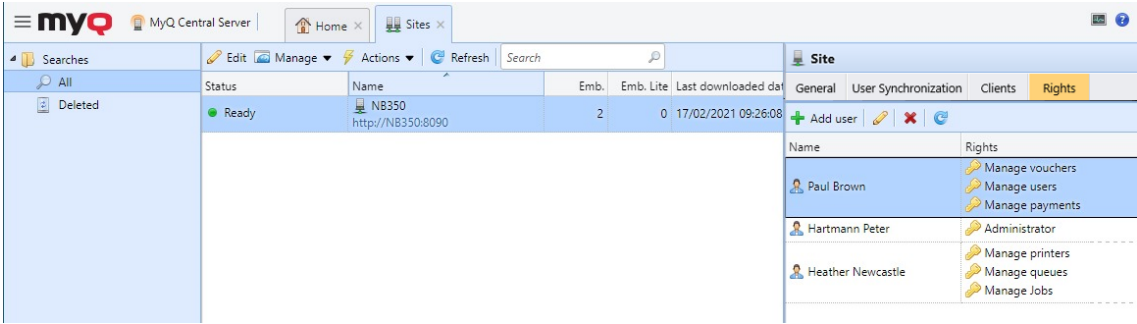 myQ MyQ Central Server Home Sites
Searches
All
Deleted
Edit Manage Actions Refresh Search
Status Name Emb. Emb. Lite Last downloaded dat
Ready NB350 2 0 17/02/2021 09:26:08
http://NB350:8090
Site
General User Synchronization Clients Rights
Add user
Name Rights
Paul Brown
Manage vouchers
Manage users
Manage payments
Hartmann Peter Administrator
Heather Newcastle
Manage printers
Manage queues
Manage Jobs